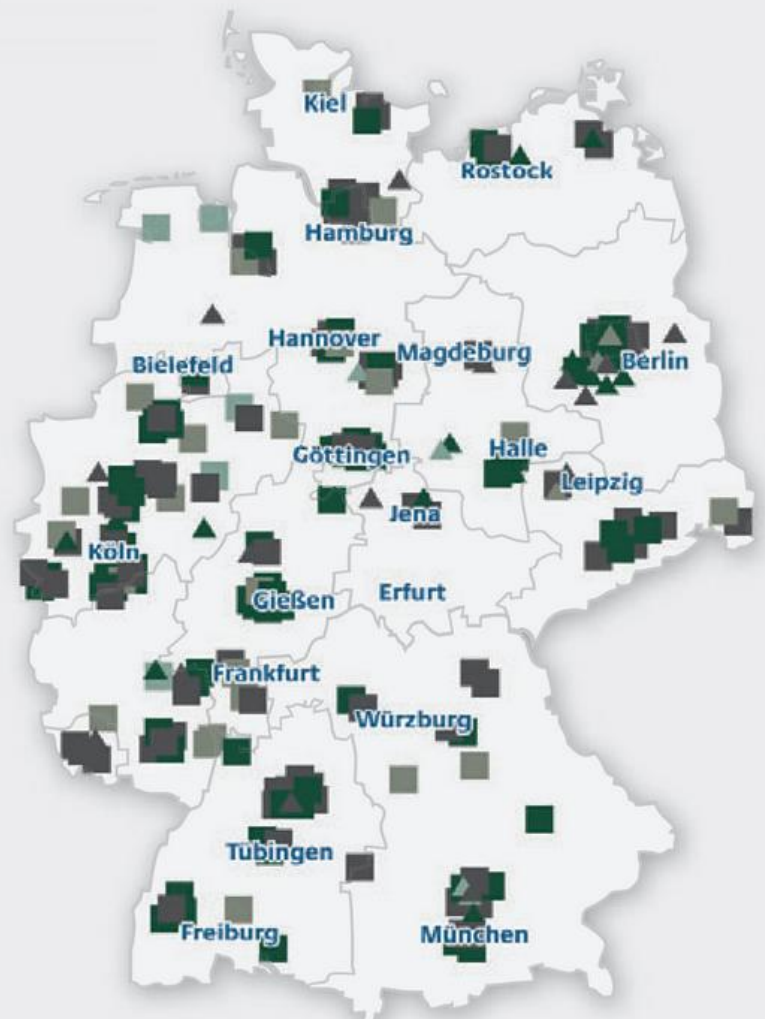 Kiel
Rostock
Hamburg
Hannover
Magdeburg
Berlin
Bielefeld
Göttingen
Halle
Leipzig
Jena
Köln
Gießen
Erfurt
Frankfurt
Würzburg
Tübingen
Freiburg
München